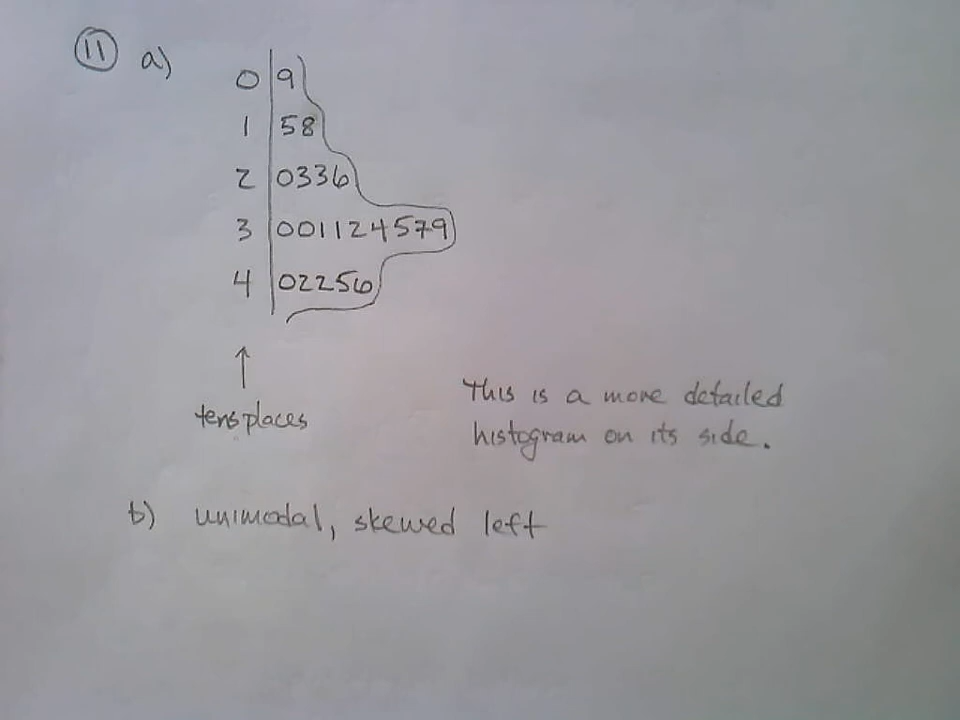 11 a)
0 | 9
1 | 58
2 | 0336
3 | 001124579
4 | 02256
↑
tens places
This is a more detailed
histogram on its side.
b) unimodal, skewed left